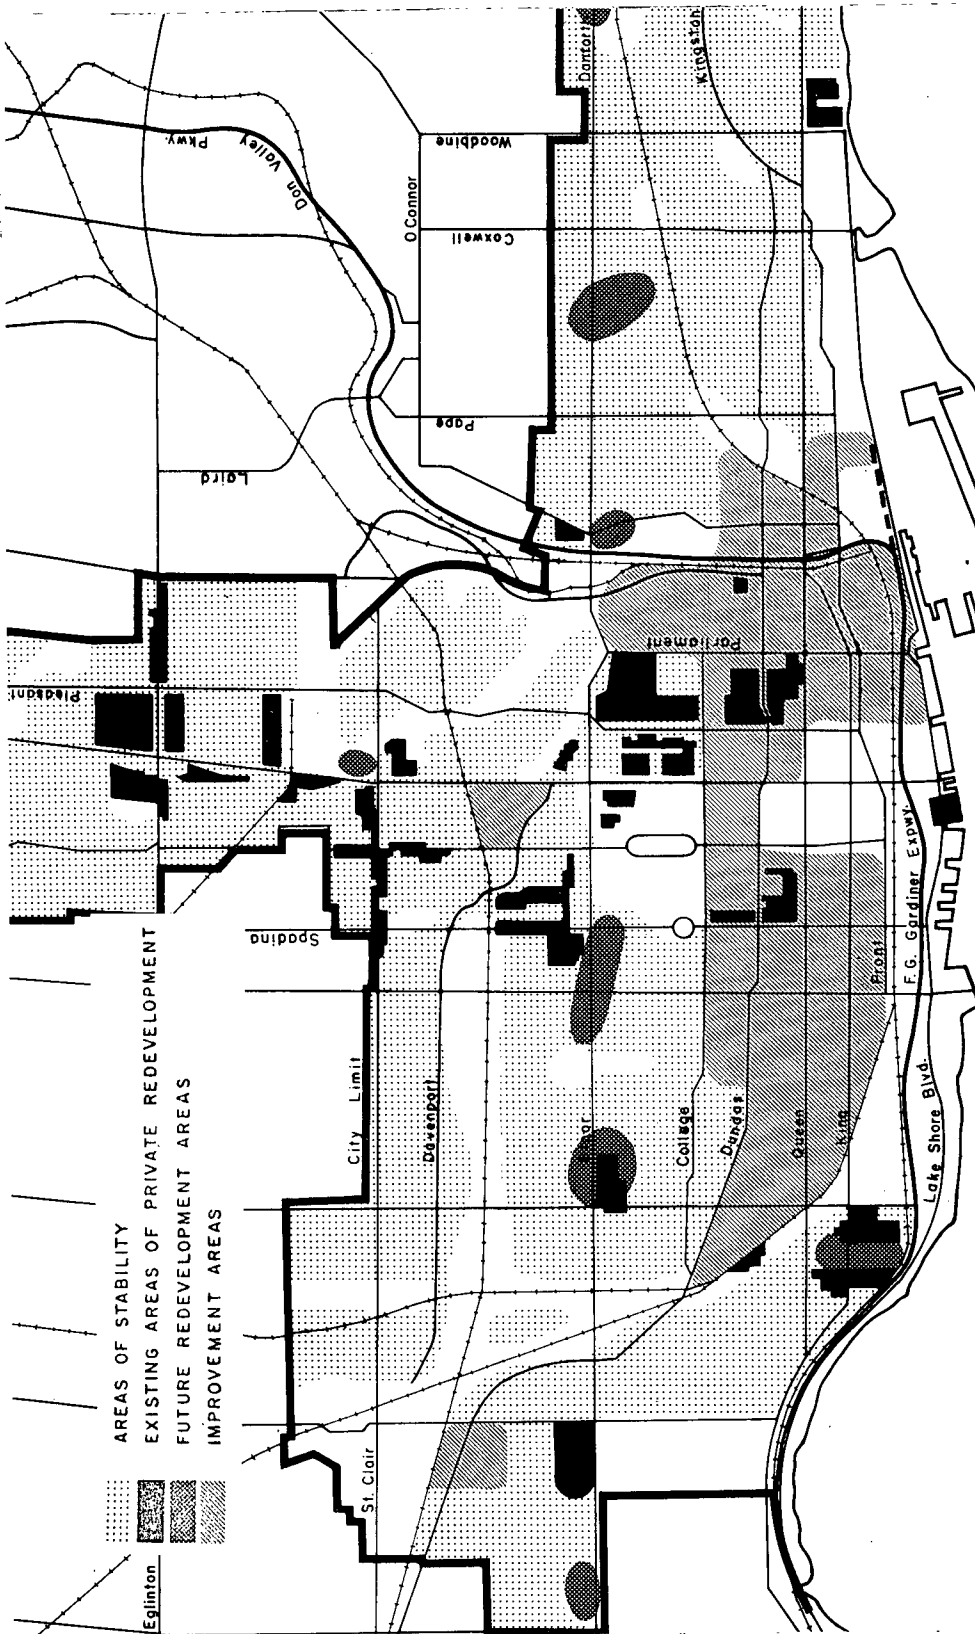 AREAS OF STABILITY
EXISTING AREAS OF PRIVATE REDEVELOPMENT
FUTURE REDEVELOPMENT AREAS
IMPROVEMENT AREAS
Eglinton
St. Clair
City Limit
Davenport
College
Dundas
Queen
King
Front
F.G. Gardiner Expwy.
Lake Shore Blvd.
Spadina
Pleasant
Parliament
Laird
Pape
O'Connor
Coxwell
Woodbine
Don Valley
Pkwy.
Kingston